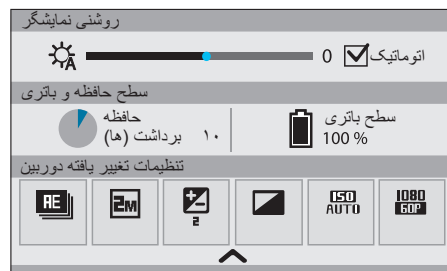 روشنی نمایشگر
اتوماتیک
0
A
سطح حافظه و باتری
سطح باتری
100 %
حافظه
۱۰ برداشت (ها)
تنظیمات تغییر یافته دوربین
1080
60P
ISO
AUTO
2
2M
AE